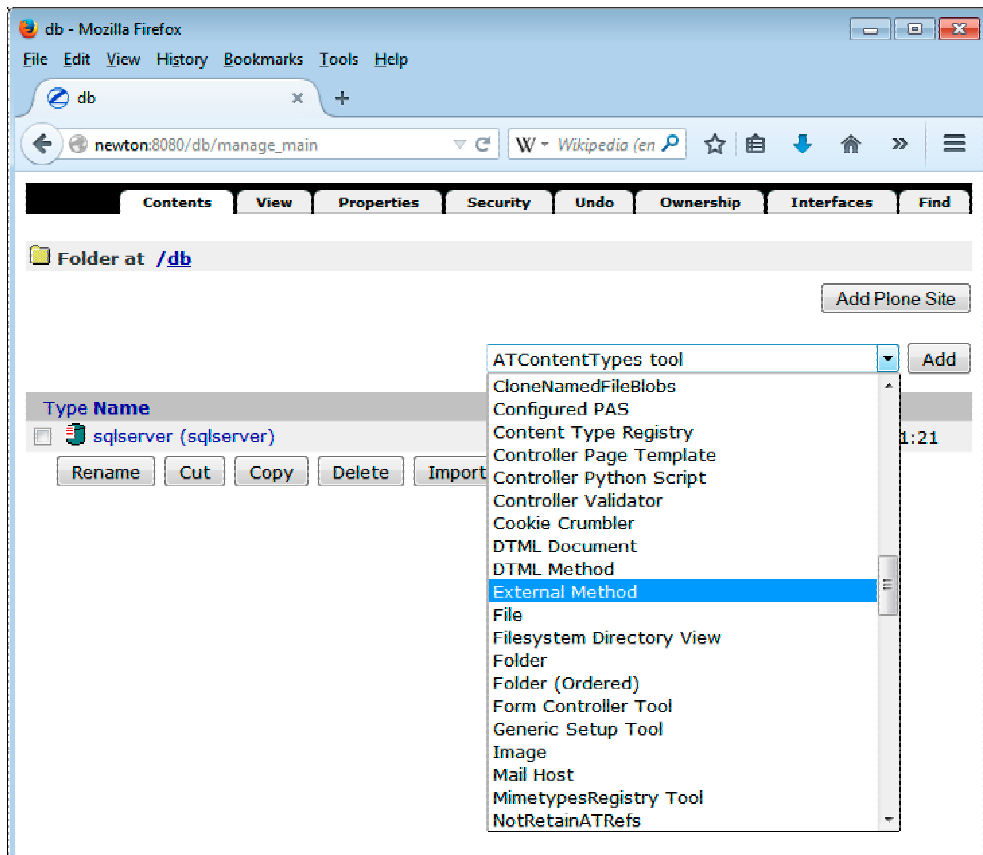 db - Mozilla Firefox
File Edit View History Bookmarks Tools Help
db
newton:8080/db/manage_main
W Wikipedia (en
Contents View Properties Security Undo Ownership Interfaces Find
Folder at /db
Add Plone Site
ATContentTypes tool Add
Type Name
sqlserver (sqlserver) 1:21
Rename Cut Copy Delete Import
CloneNamedFileBlobs
Configured PAS
Content Type Registry
Controller Page Template
Controller Python Script
Controller Validator
Cookie Crumbler
DTML Document
DTML Method
External Method
File
Filesystem Directory View
Folder
Folder (Ordered)
Form Controller Tool
Generic Setup Tool
Image
Mail Host
MimetypesRegistry Tool
NotRetainATRefs